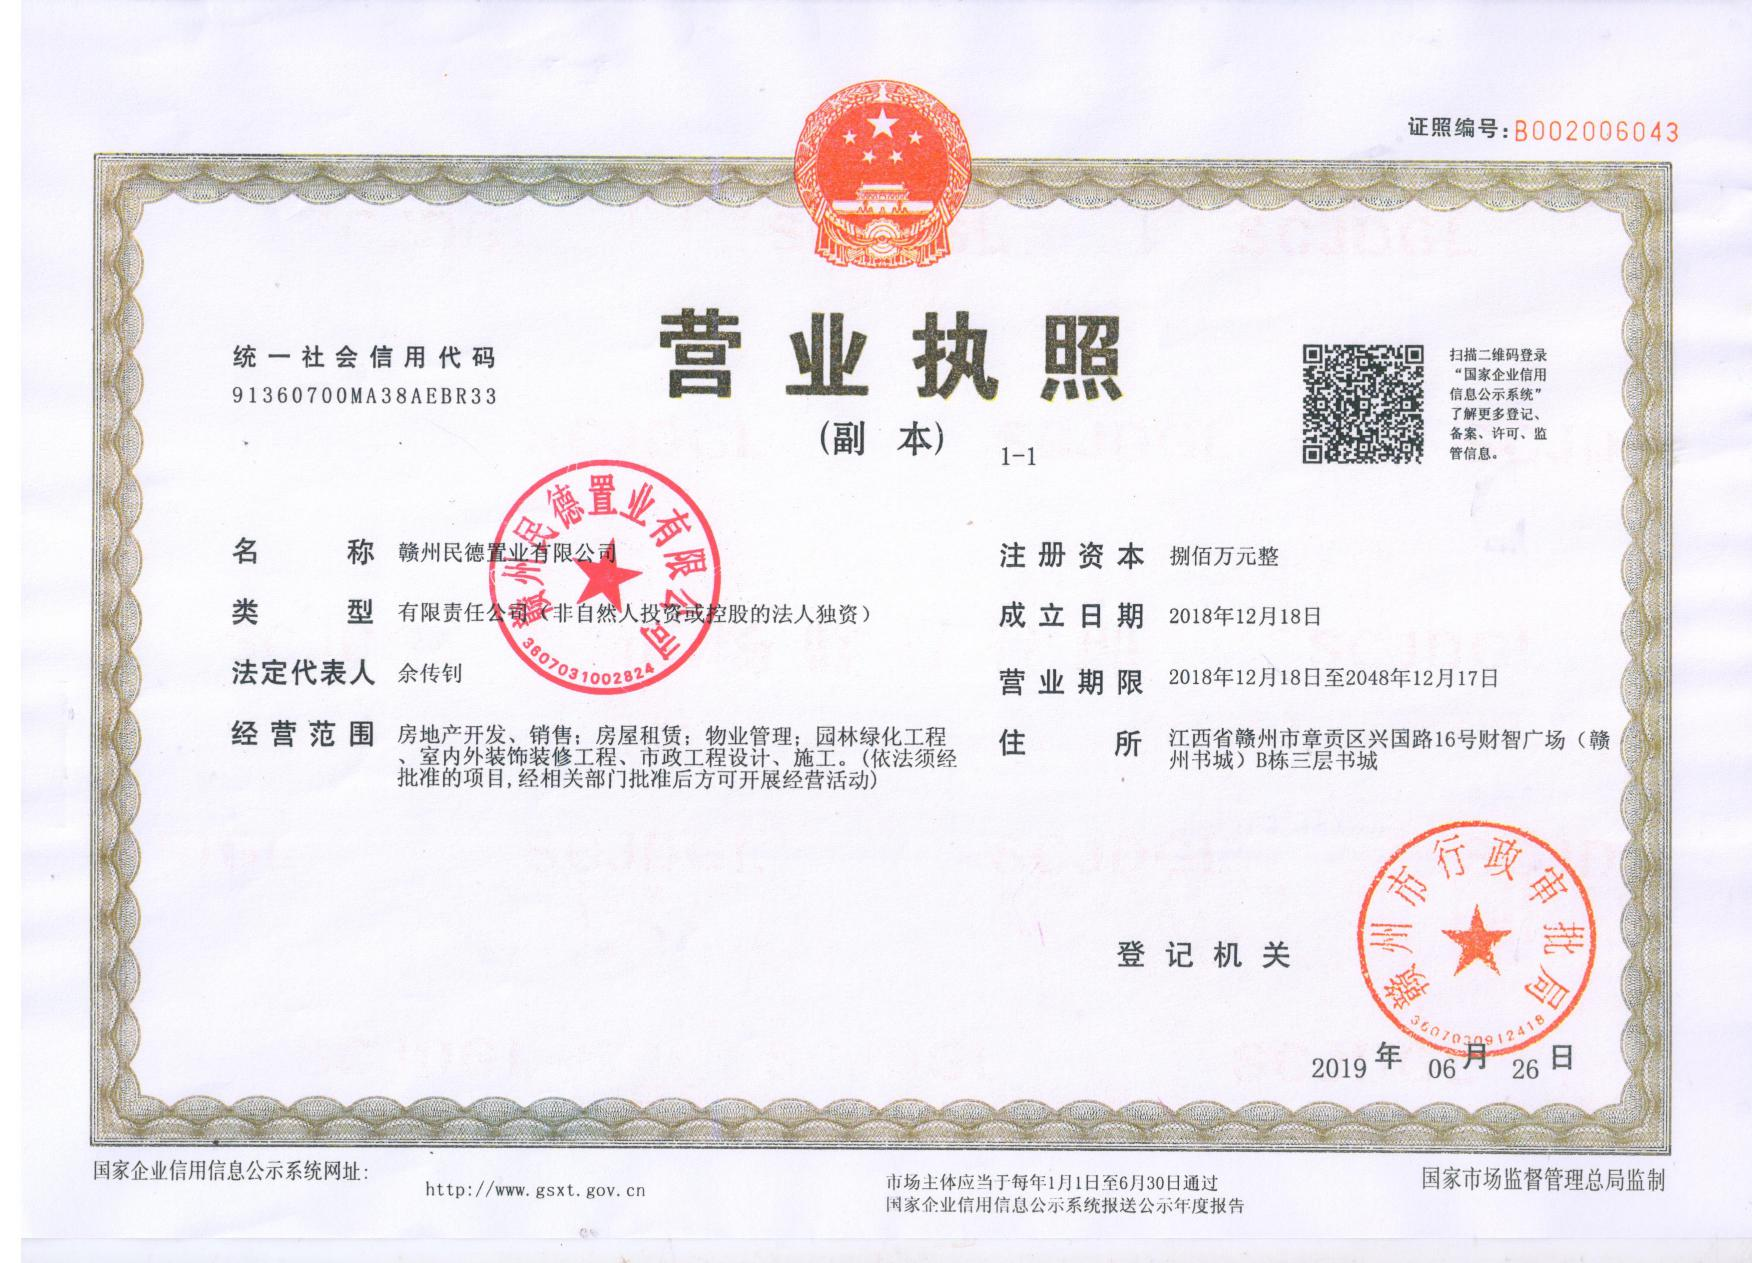 证照编号:B002006043
营业执照
(副 本)
1-1
统一社会信用代码
91360700MA38AEBR33
扫描二维码登录
“国家企业信用
信息公示系统”
了解更多登记、
备案、许可、监
管信息。
名称 赣州民德置业有限公司
类型 有限责任公司（非自然人投资或控股的法人独资）
法定代表人 余传钊
经营范围 房地产开发、销售；房屋租赁；物业管理；园林绿化工程
、室内外装饰装修工程、市政工程设计、施工。(依法须经
批准的项目,经相关部门批准后方可开展经营活动)
赣州民德置业有限公司
36070310028​24
注册资本 捌佰万元整
成立日期 2018年12月18日
营业期限 2018年12月18日至2048年12月17日
住所 江西省赣州市章贡区兴国路16号财智广场（赣
州书城）B栋三层书城
登记机关
赣州市行政审批局
3607030912418
2019年06月26日
国家企业信用信息公示系统网址:
http://www.gsxt.gov.cn
市场主体应当于每年1月1日至6月30日通过
国家企业信用信息公示系统报送公示年度报告
国家市场监督管理总局监制